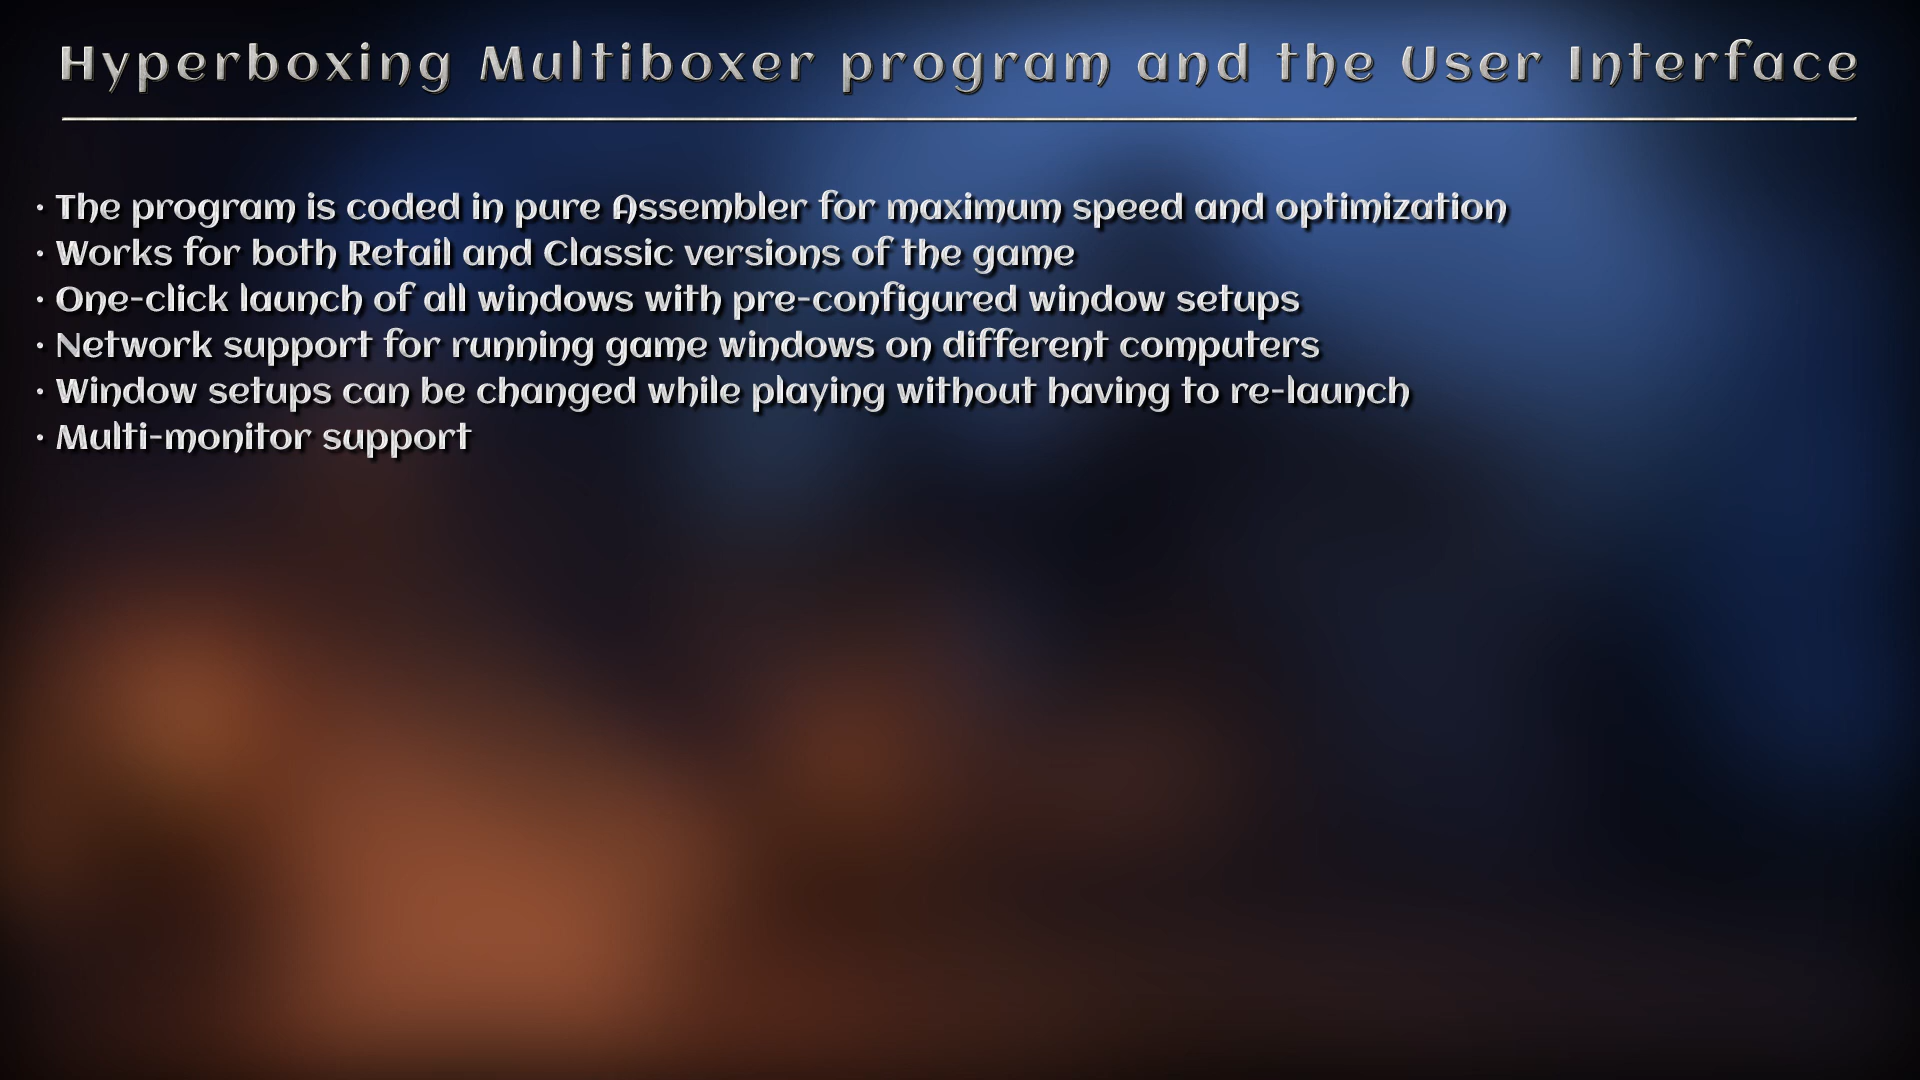 Hyperboxing Multiboxer program and the User Interface
• The program is coded in pure Assembler for maximum speed and optimization
• Works for both Retail and Classic versions of the game
• One-click launch of all windows with pre-configured window setups
• Network support for running game windows on different computers
• Window setups can be changed while playing without having to re-launch
• Multi-monitor support